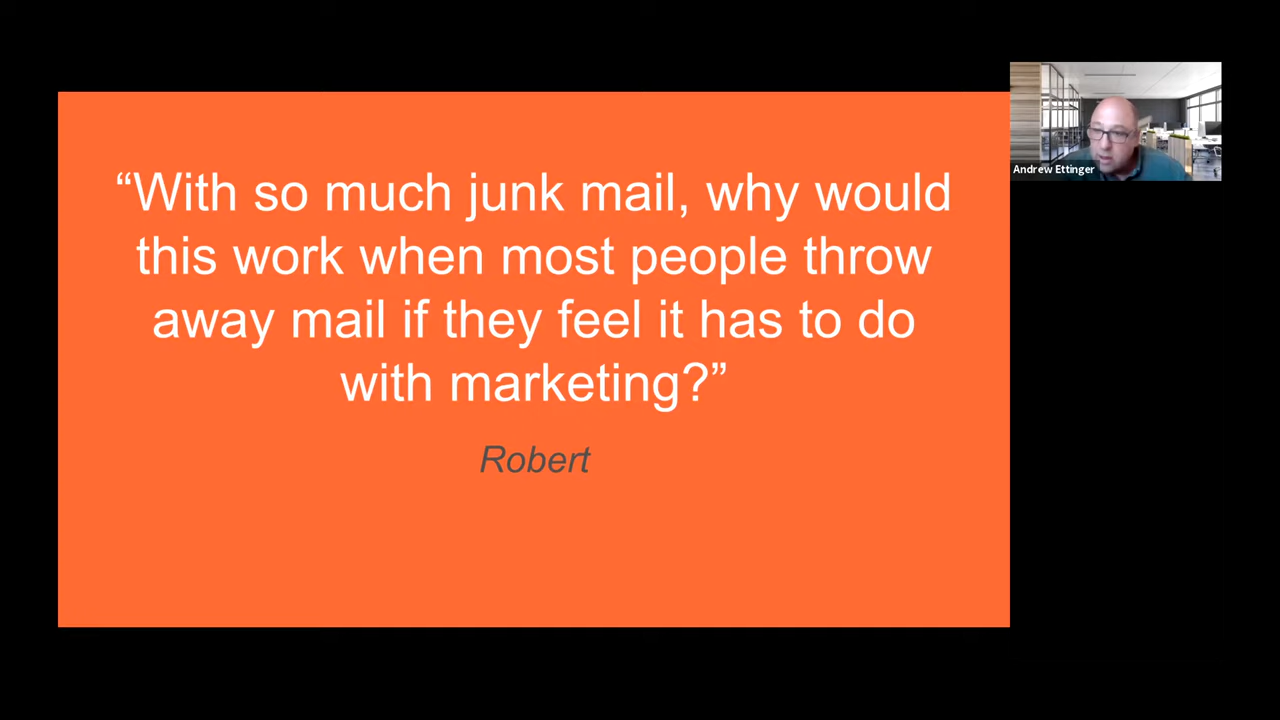 “With so much junk mail, why would
this work when most people throw
away mail if they feel it has to do
with marketing?”
Robert
Andrew Ettinger